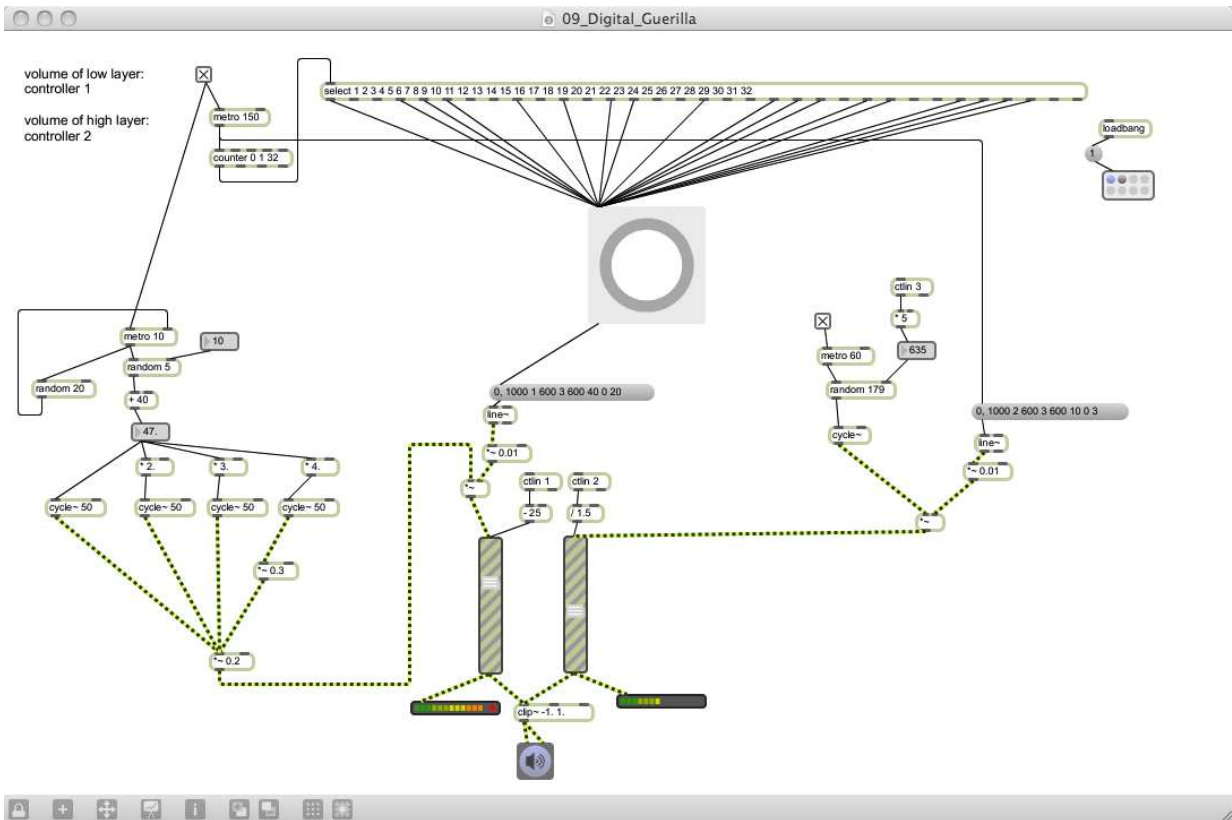 09_Digital_Guerilla
volume of low layer:
controller 1
volume of high layer:
controller 2
select 1 2 3 4 5 6 7 8 9 10 11 12 13 14 15 16 17 18 19 20 21 22 23 24 25 26 27 28 29 30 31 32
metro 150
counter 0 1 32
loadbang
1
ctlin 3
* 5
635
metro 10
10
metro 60
random 5
random 20
random 179
+ 40
0, 1000 1 600 3 600 40 0 20
0, 1000 2 600 3 600 10 0 3
line~
47.
cycle~
line~
*~ 0.01
* 2.
* 3.
* 4.
*~ 0.01
ctlin 1
ctlin 2
*~
cycle~ 50
cycle~ 50
cycle~ 50
cycle~ 50
- 25
/ 1.5
*~
*~ 0.3
*~ 0.2
clip~ -1. 1.